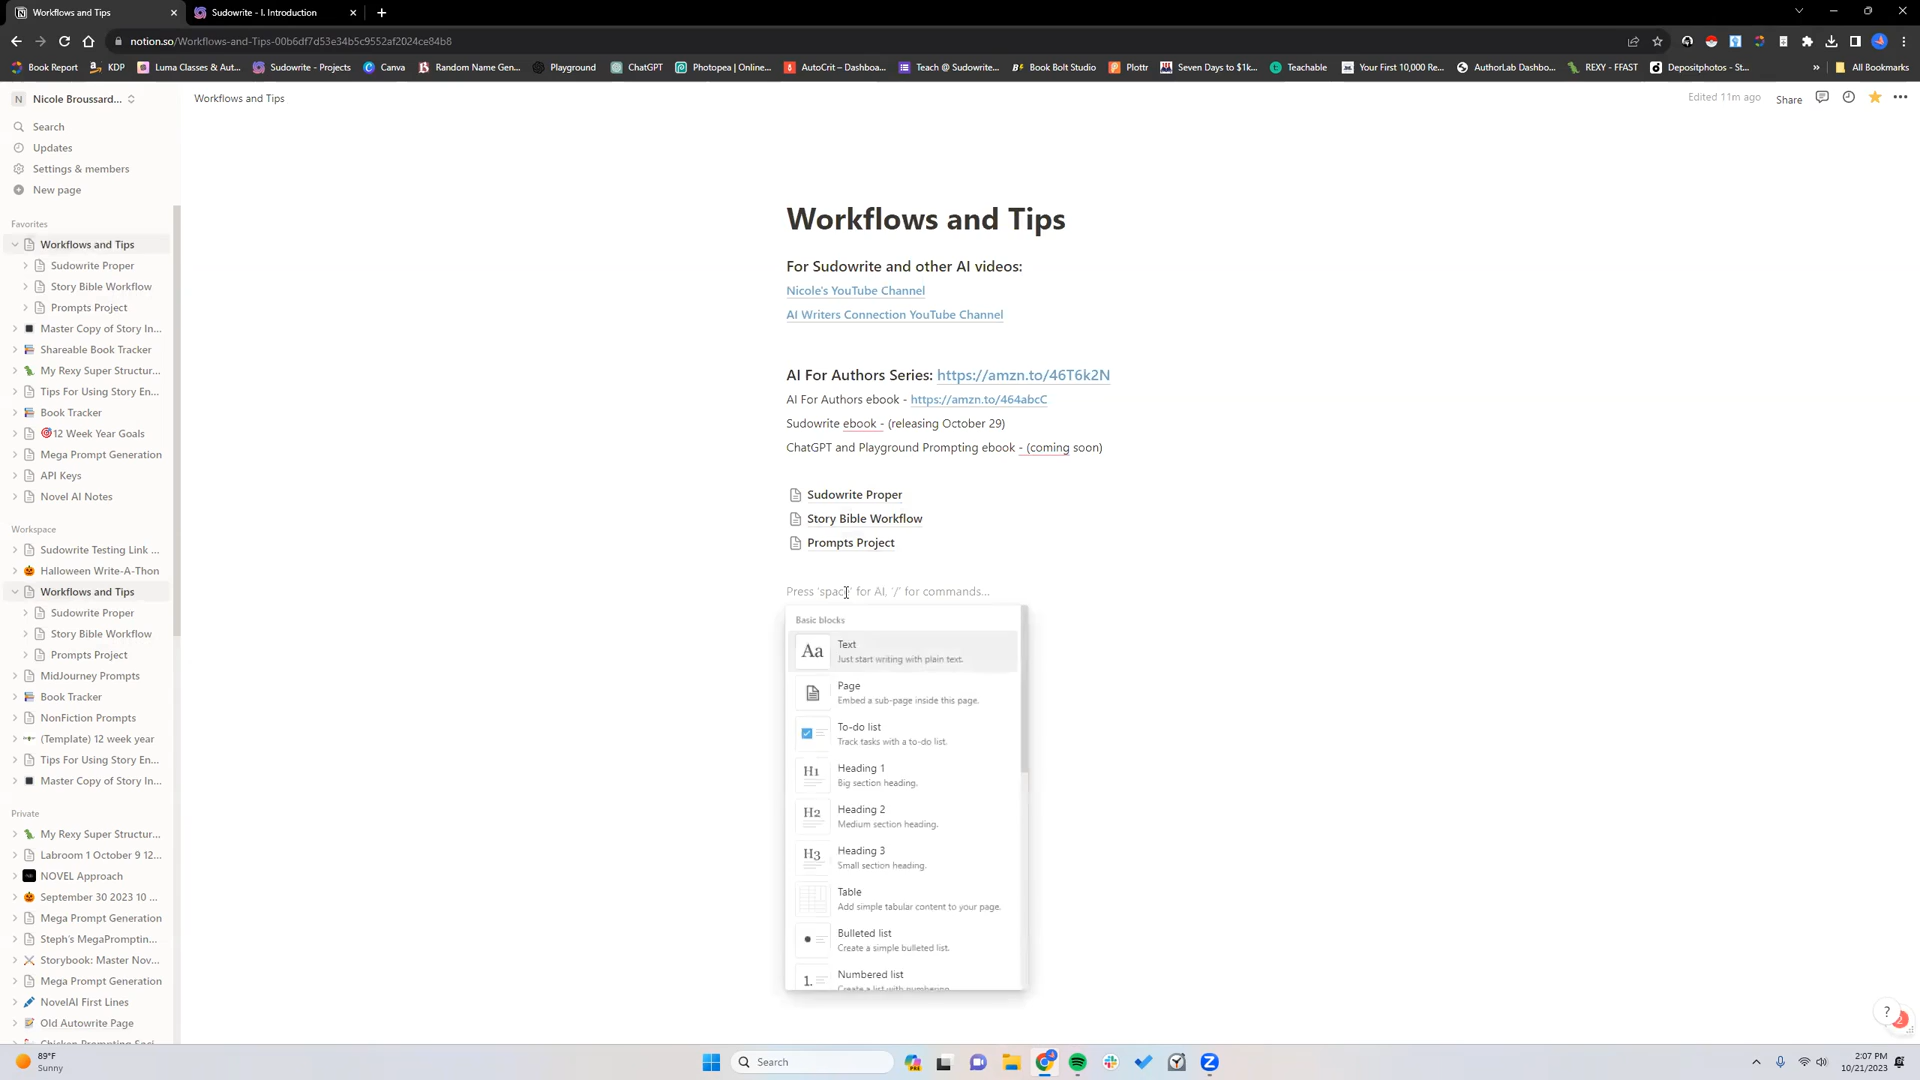 Workflows and Tips
Sudowrite - I. Introduction
notion.so/Workflows-and-Tips-00b6df7d53e34b5c9552af2024ce84b8
Book Report
KDP
Luma Classes & Aut...
Sudowrite - Projects
Canva
Random Name Gen...
Playground
ChatGPT
Photopea | Online...
AutoCrit – Dashboa...
Teach @ Sudowrite...
Book Bolt Studio
Plottr
Seven Days to $1k...
Teachable
Your First 10,000 Re...
AuthorLab Dashbo...
REXY - FFAST
Depositphotos - St...
All Bookmarks
N
Nicole Broussard...
Workflows and Tips
Edited 11m ago
Share
Search
Updates
Settings & members
New page
Favorites
Workflows and Tips
Sudowrite Proper
Story Bible Workflow
Prompts Project
Master Copy of Story In...
Shareable Book Tracker
My Rexy Super Structur...
Tips For Using Story En...
Book Tracker
12 Week Year Goals
Mega Prompt Generation
API Keys
Novel AI Notes
Workspace
Sudowrite Testing Link ...
Halloween Write-A-Thon
Workflows and Tips
Sudowrite Proper
Story Bible Workflow
Prompts Project
MidJourney Prompts
Book Tracker
NonFiction Prompts
(Template) 12 week year
Tips For Using Story En...
Master Copy of Story In...
Private
My Rexy Super Structur...
Labroom 1 October 9 12...
NOVEL Approach
September 30 2023 10 ...
Mega Prompt Generation
Steph's MegaPromptin...
Storybook: Master Nov...
Mega Prompt Generation
NovelAI First Lines
Old Autowrite Page
Workflows and Tips
For Sudowrite and other AI videos:
Nicole's YouTube Channel
AI Writers Connection YouTube Channel
AI For Authors Series: https://amzn.to/46T6k2N
AI For Authors ebook - https://amzn.to/464abcC
Sudowrite ebook - (releasing October 29)
ChatGPT and Playground Prompting ebook - (coming soon)
Sudowrite Proper
Story Bible Workflow
Prompts Project
Press 'space' for AI, '/' for commands...
Basic blocks
Aa
Text
Just start writing with plain text.
Page
Embed a sub-page inside this page.
To-do list
Track tasks with a to-do list.
H1
Heading 1
Big section heading.
H2
Heading 2
Medium section heading.
H3
Heading 3
Small section heading.
Table
Add simple tabular content to your page.
Bulleted list
Create a simple bulleted list.
1.
Numbered list
Create a list with numbering.
?
2
89°F
Sunny
Search
2:07 PM
10/21/2023